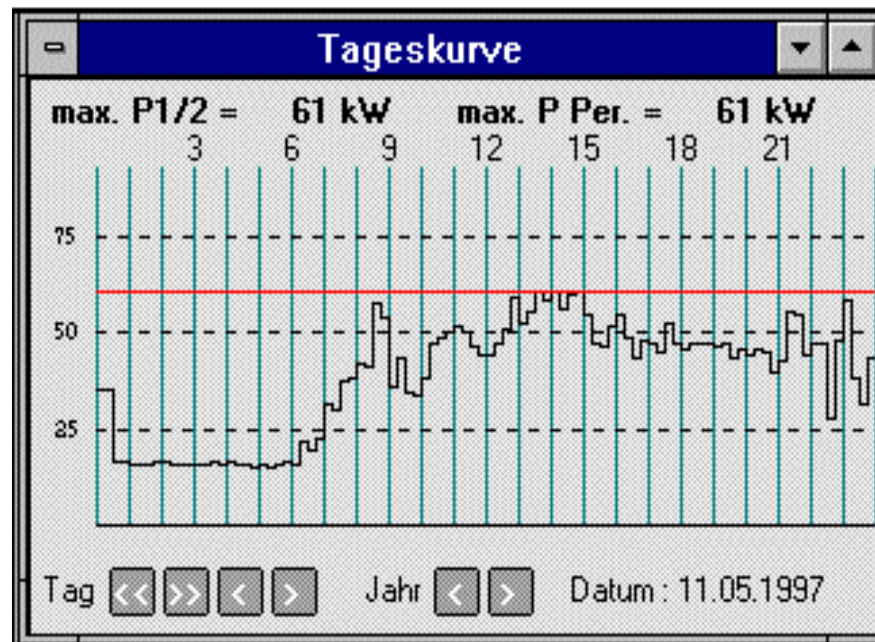 Tageskurve
max. P1/2 = 61 kW max. P Per. = 61 kW
3 6 9 12 15 18 21
75
50
25
Tag << >> < > Jahr < > Datum : 11.05.1997